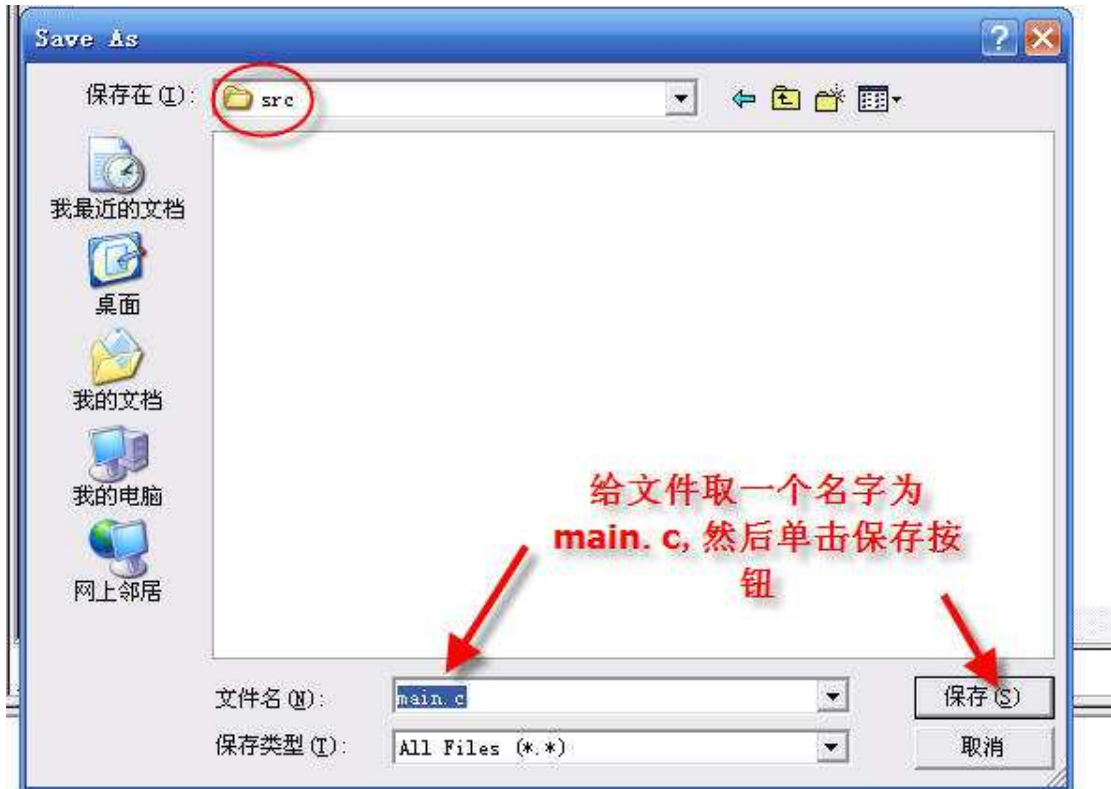 Save As
保存在(I):
src
我最近的文档
桌面
我的文档
我的电脑
网上邻居
给文件取一个名字为
main. c, 然后单击保存按
钮
文件名(N):
main.c
保存(S)
保存类型(T):
All Files (*.*)
取消